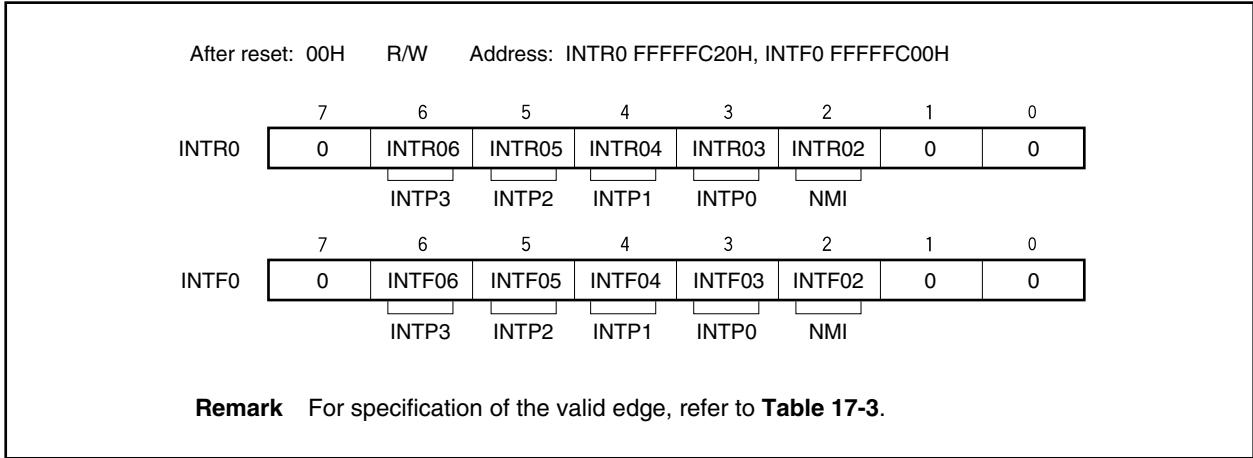 After reset: 00H R/W Address: INTR0 FFFFFC20H, INTF0 FFFFFC00H
7 6 5 4 3 2 1 0
INTR0 0 INTR06 INTR05 INTR04 INTR03 INTR02 0 0
INTP3 INTP2 INTP1 INTP0 NMI
7 6 5 4 3 2 1 0
INTF0 0 INTF06 INTF05 INTF04 INTF03 INTF02 0 0
INTP3 INTP2 INTP1 INTP0 NMI
Remark For specification of the valid edge, refer to Table 17-3.